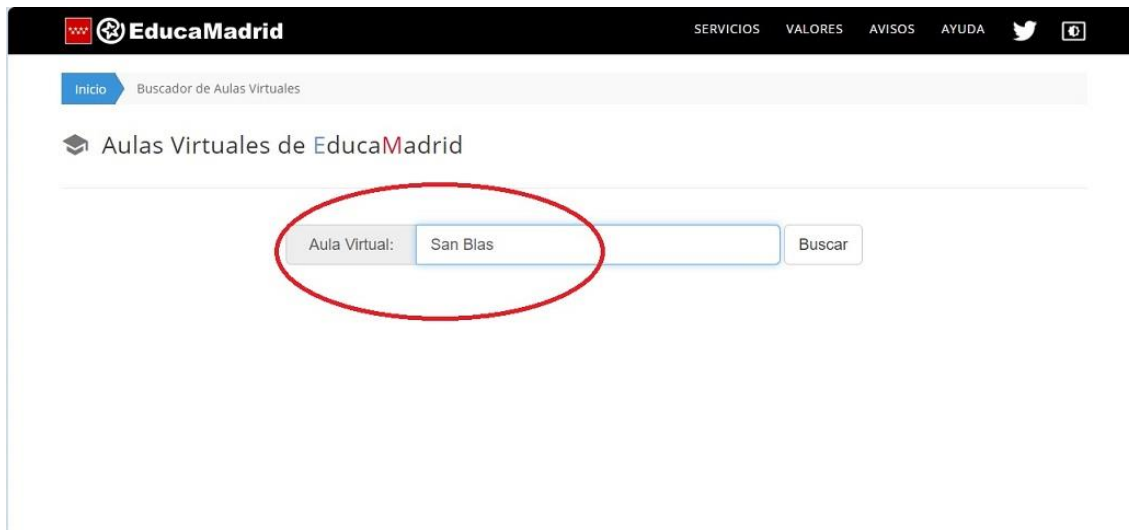 EducaMadrid SERVICIOS VALORES AVISOS AYUDA
Inicio Buscador de Aulas Virtuales
Aulas Virtuales de EducaMadrid
Aula Virtual: San Blas Buscar